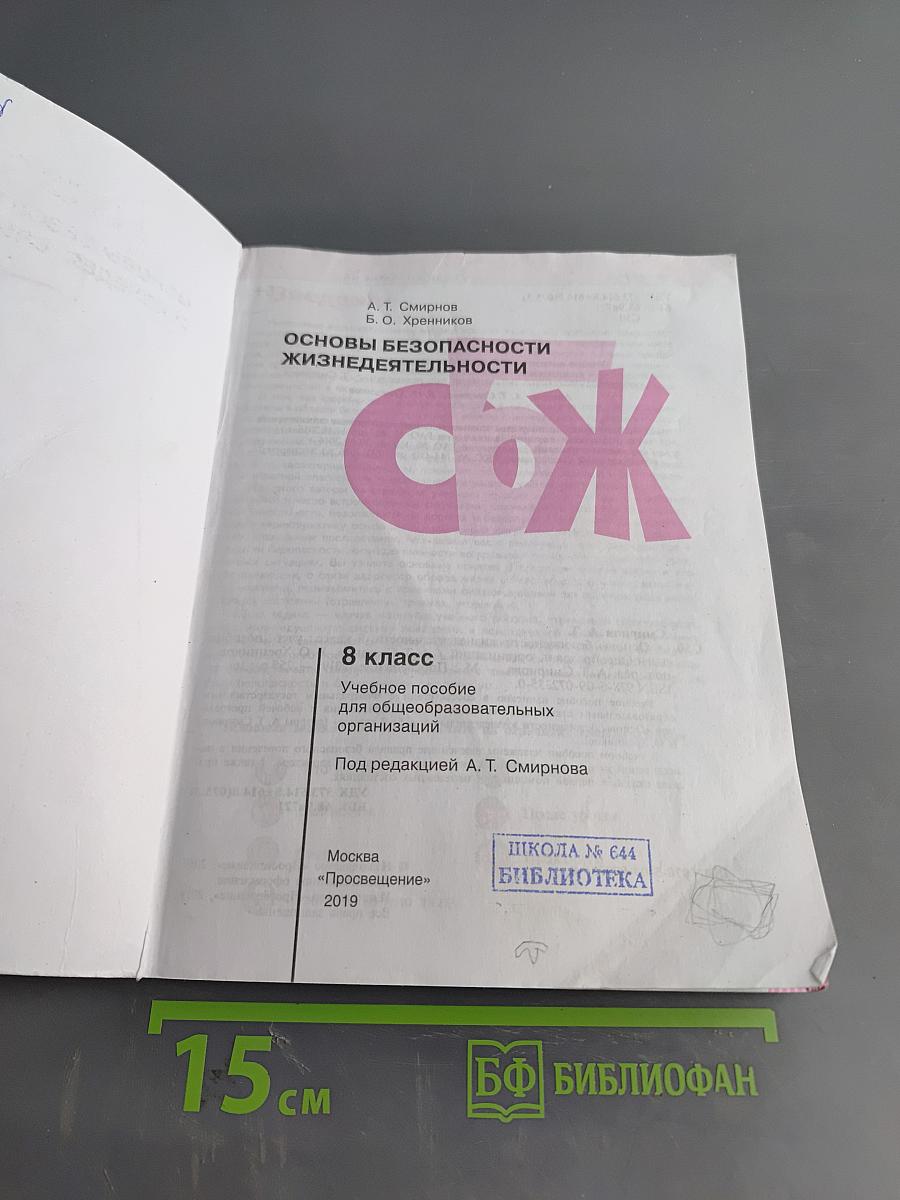 А. Т. Смирнов
Б. О. Хренников
ОСНОВЫ БЕЗОПАСНОСТИ
ЖИЗНЕДЕЯТЕЛЬНОСТИ
ОБЖ
8 класс
Учебное пособие
для общеобразовательных
организаций
Под редакцией А. Т. Смирнова
Москва
«Просвещение»
2019
ШКОЛА № 644
БИБЛИОТЕКА
15 см
БФ БИБЛИОФАН